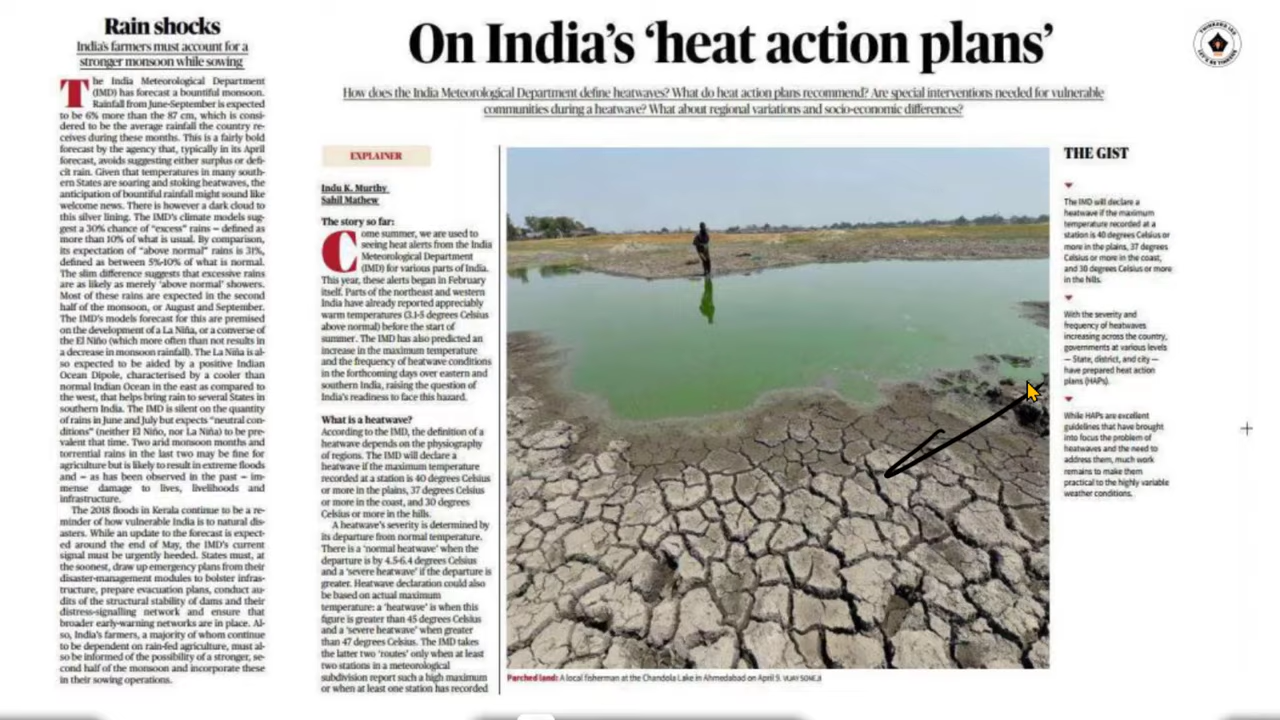 Rain shocks
India's farmers must account for a
stronger monsoon while sowing
The India Meteorological Department
(IMD) has forecast a bountiful monsoon.
Rainfall from June-September is expected
to be 6% more than the 87 cm, which is consi-
dered to be the average rainfall the country re-
ceives during these months. This is a fairly bold
forecast by the agency that, typically in its April
forecast, avoids suggesting either surplus or defi-
cit rain. Given that temperatures in many south-
ern States are soaring and stoking heatwaves, the
anticipation of bountiful rainfall might sound like
welcome news. There is however a dark cloud to
this silver lining. The IMD's climate models sug-
gest a 30% chance of "excess" rains — defined as
more than 10% of what is usual. By comparison,
its expectation of "above normal" rains is 31%,
defined as between 5%-10% of what is normal.
The slim difference suggests that excessive rains
are as likely as merely 'above normal' showers.
Most of these rains are expected in the second
half of the monsoon, or August and September.
The IMD's models forecast for this are premised
on the development of a La Niña, or a converse of
the El Niño (which more often than not results in
a decrease in monsoon rainfall). The La Niña is al-
so expected to be aided by a positive Indian
Ocean Dipole, characterised by a cooler than
normal Indian Ocean in the east as compared to
the west, that helps bring rain to several States in
southern India. The IMD is silent on the quantity
of rains in June and July but expects "neutral con-
ditions" (neither El Niño, nor La Niña) to be pre-
valent that time. Two arid monsoon months and
torrential rains in the last two may be fine for
agriculture but is likely to result in extreme floods
and — as has been observed in the past — im-
mense damage to lives, livelihoods and
infrastructure.
The 2018 floods in Kerala continue to be a re-
minder of how vulnerable India is to natural dis-
asters. While an update to the forecast is expect-
ed around the end of May, the IMD's current
signal must be urgently heeded. States must, at
the soonest, draw up emergency plans from their
disaster-management modules to bolster infras-
tructure, prepare evacuation plans, conduct au-
dits of the structural stability of dams and their
distress-signalling network and ensure that
broader early-warning networks are in place. Al-
so, India's farmers, a majority of whom continue
to be dependent on rain-fed agriculture, must al-
so be informed of the possibility of a stronger, se-
cond half of the monsoon and incorporate these
in their sowing operations.
On India's 'heat action plans'
How does the India Meteorological Department define heatwaves? What do heat action plans recommend? Are special interventions needed for vulnerable
communities during a heatwave? What about regional variations and socio-economic differences?
EXPLAINER
Indu K. Murthy
Sahil Mathew
The story so far:
Come summer, we are used to
seeing heat alerts from the India
Meteorological Department
(IMD) for various parts of India.
This year, these alerts began in February
itself. Parts of the northeast and western
India have already reported appreciably
warm temperatures (3.1-5 degrees Celsius
above normal) before the start of
summer. The IMD has also predicted an
increase in the maximum temperature
and the frequency of heatwave conditions
in the forthcoming days over eastern and
southern India, raising the question of
India's readiness to face this hazard.
What is a heatwave?
According to the IMD, the definition of a
heatwave depends on the physiography
of regions. The IMD will declare a
heatwave if the maximum temperature
recorded at a station is 40 degrees Celsius
or more in the plains, 37 degrees Celsius
or more in the coast, and 30 degrees
Celsius or more in the hills.
A heatwave's severity is determined by
its departure from normal temperature.
There is a 'normal heatwave' when the
departure is by 4.5-6.4 degrees Celsius
and a 'severe heatwave' if the departure is
greater. Heatwave declaration could also
be based on actual maximum
temperature: a 'heatwave' is when this
figure is greater than 45 degrees Celsius
and a 'severe heatwave' when greater
than 47 degrees Celsius. The IMD takes
the latter two 'routes' only when at least
two stations in a meteorological
subdivision report such a high maximum
or when at least one station has recorded
Parched land: A local fisherman at the Chandola Lake in Ahmedabad on April 9. VIJAY SONEJI
THE GIST
The IMD will declare a
heatwave if the maximum
temperature recorded at a
station is 40 degrees Celsius or
more in the plains, 37 degrees
Celsius or more in the coast,
and 30 degrees Celsius or more
in the hills.
With the severity and
frequency of heatwaves
increasing across the country,
governments at various levels
— State, district, and city —
have prepared heat action
plans (HAPs).
While HAPs are excellent
guidelines that have brought
into focus the problem of
heatwaves and the need to
address them, much work
remains to make them
practical to the highly variable
weather conditions.